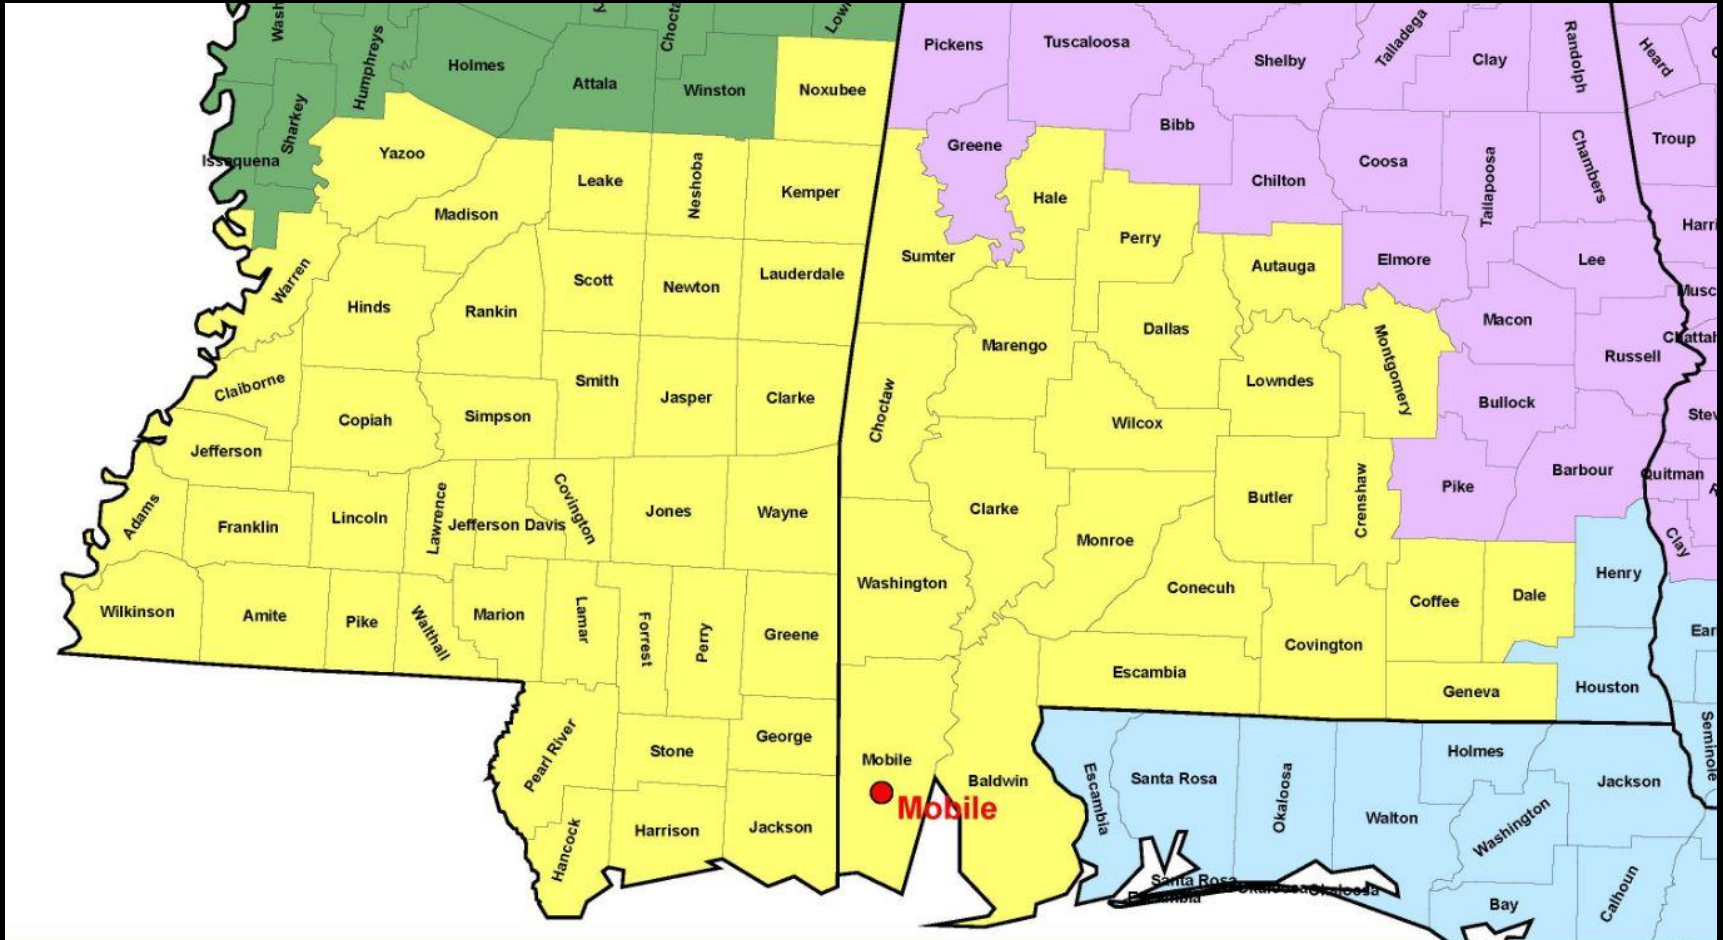 Pickens
Tuscaloosa
Shelby
Talladega
Clay
Randolph
Heard
Humphreys
Holmes
Attala
Winston
Noxubee
Sharkey
Issaquena
Yazoo
Leake
Neshoba
Kemper
Greene
Bibb
Chilton
Coosa
Tallapoosa
Chambers
Troup
Madison
Hale
Perry
Autauga
Elmore
Lee
Warren
Hinds
Rankin
Scott
Newton
Lauderdale
Sumter
Marengo
Dallas
Lowndes
Montgomery
Macon
Russell
Claiborne
Copiah
Simpson
Smith
Jasper
Clarke
Choctaw
Wilcox
Bullock
Jefferson
Adams
Franklin
Lincoln
Lawrence
Jefferson Davis
Covington
Jones
Wayne
Clarke
Monroe
Butler
Crenshaw
Pike
Barbour
Quitman
Clay
Wilkinson
Amite
Pike
Walthall
Marion
Lamar
Forrest
Perry
Greene
Washington
Conecuh
Covington
Coffee
Dale
Henry
Escambia
Geneva
Houston
Seminole
Pearl River
Stone
George
Mobile
Mobile
Baldwin
Escambia
Santa Rosa
Okaloosa
Walton
Holmes
Jackson
Washington
Hancock
Harrison
Jackson
Santa Rosa
Okaloosa
Bay
Calhoun